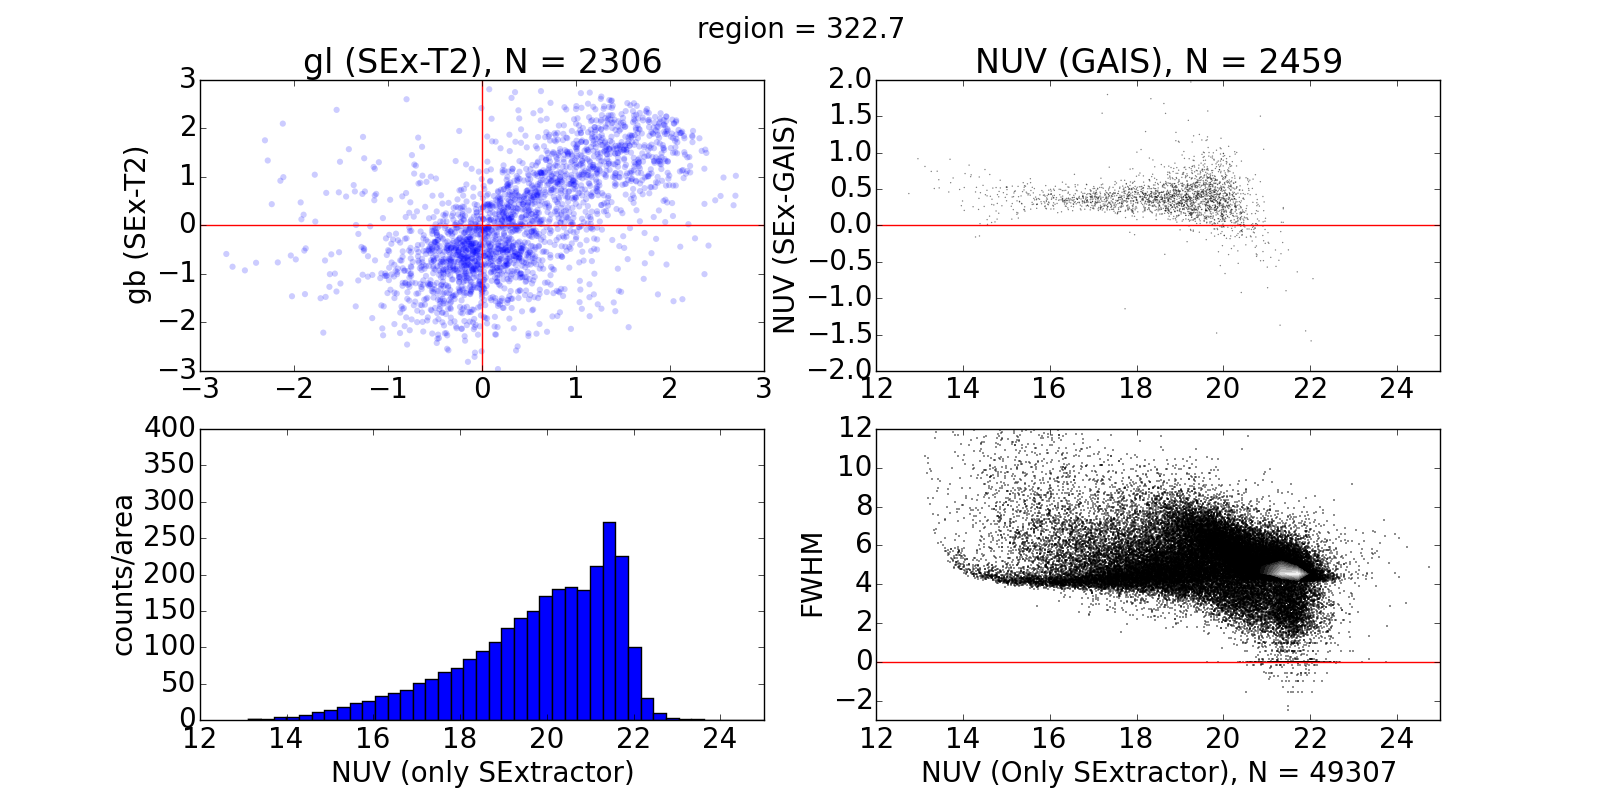 region = 322.7
gl (SEx-T2), N = 2306
NUV (GAIS), N = 2459
3
2
1
0
−1
−2
−3
gb (SEx-T2)
−3 −2 −1 0 1 2 3
2.0
1.5
1.0
0.5
0.0
−0.5
−1.0
−1.5
−2.0
NUV (SEx-GAIS)
12 14 16 18 20 22 24
400
350
300
250
200
150
100
50
0
counts/area
12 14 16 18 20 22 24
NUV (only SExtractor)
12
10
8
6
4
2
0
−2
FWHM
12 14 16 18 20 22 24
NUV (Only SExtractor), N = 49307